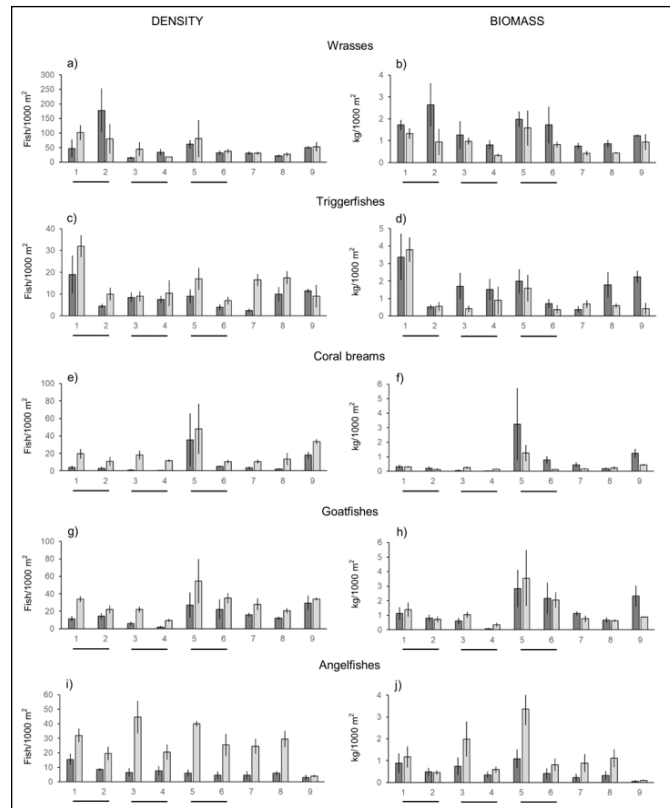 DENSITY BIOMASS
Wrasses
a) b)
Fish/1000 m² kg/1000 m²
300 250 200 150 100 50 0
4 3 2 1 0
1 2 3 4 5 6 7 8 9
1 2 3 4 5 6 7 8 9
Triggerfishes
c) d)
Fish/1000 m² kg/1000 m²
40 30 20 10 0
5 4 3 2 1 0
1 2 3 4 5 6 7 8 9
1 2 3 4 5 6 7 8 9
Coral breams
e) f)
Fish/1000 m² kg/1000 m²
100 80 60 40 20 0
6 5 4 3 2 1 0
1 2 3 4 5 6 7 8 9
1 2 3 4 5 6 7 8 9
Goatfishes
g) h)
Fish/1000 m² kg/1000 m²
100 80 60 40 20 0
6 5 4 3 2 1 0
1 2 3 4 5 6 7 8 9
1 2 3 4 5 6 7 8 9
Angelfishes
i) j)
Fish/1000 m² kg/1000 m²
60 50 40 30 20 10 0
4 3 2 1 0
1 2 3 4 5 6 7 8 9
1 2 3 4 5 6 7 8 9